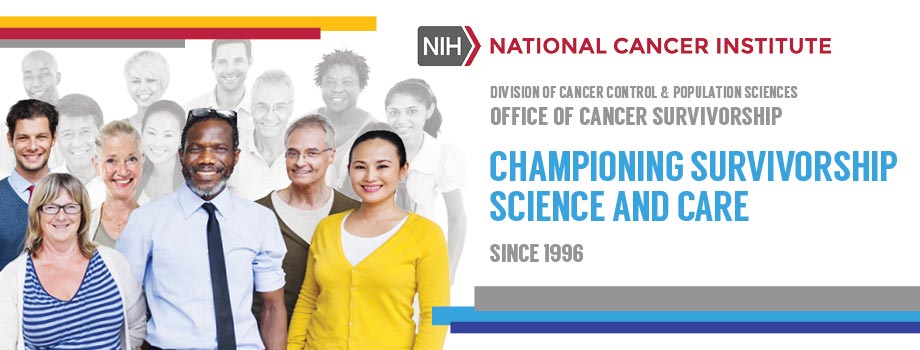 NIH NATIONAL CANCER INSTITUTE
DIVISION OF CANCER CONTROL & POPULATION SCIENCES
OFFICE OF CANCER SURVIVORSHIP
CHAMPIONING SURVIVORSHIP
SCIENCE AND CARE
SINCE 1996